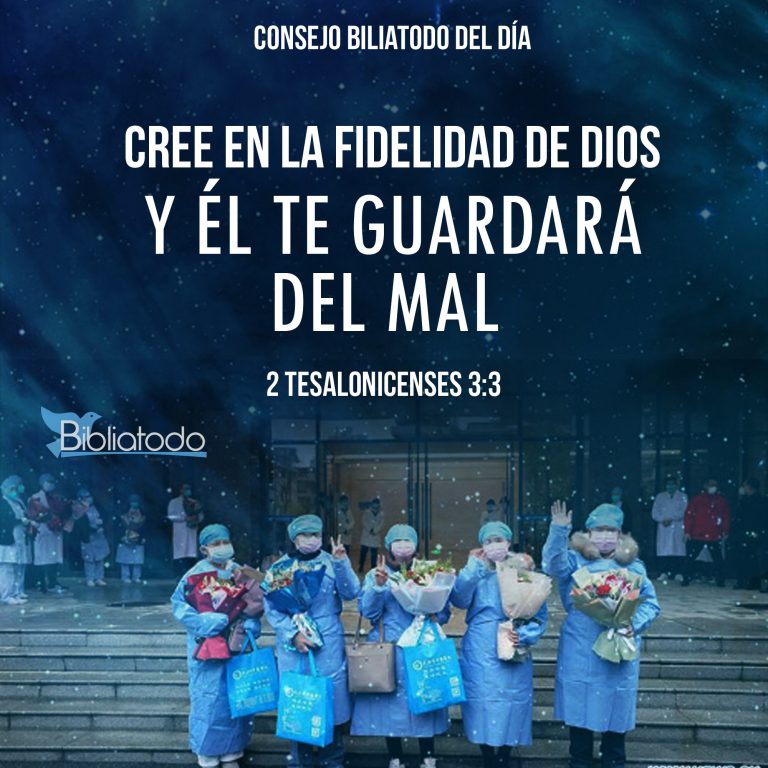 CONSEJO BILIATODO DEL DÍA
CREE EN LA FIDELIDAD DE DIOS
Y ÉL TE GUARDARÁ
DEL MAL
2 TESALONICENSES 3:3
Bibliatodo